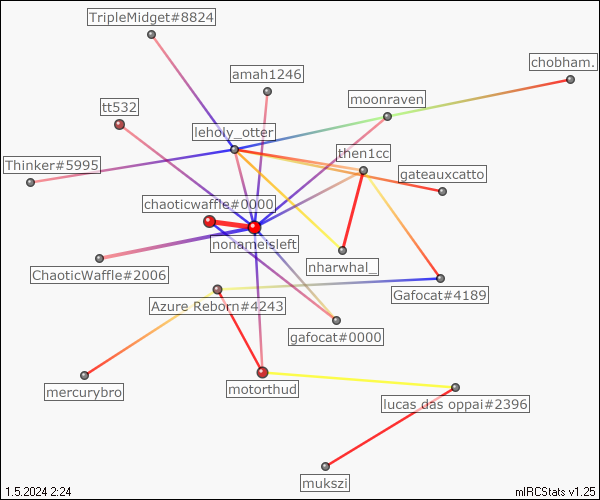 TripleMidget#8824
chobham.
amah1246
moonraven
tt532
leholy_otter
then1cc
Thinker#5995
gateauxcatto
chaoticwaffle#0000
nonameisleft
nharwhal_
ChaoticWaffle#2006
Gafocat#4189
Azure Reborn#4243
gafocat#0000
mercurybro
motorthud
lucas das oppai#2396
mukszi
1.5.2024 2:24
mIRCStats v1.25